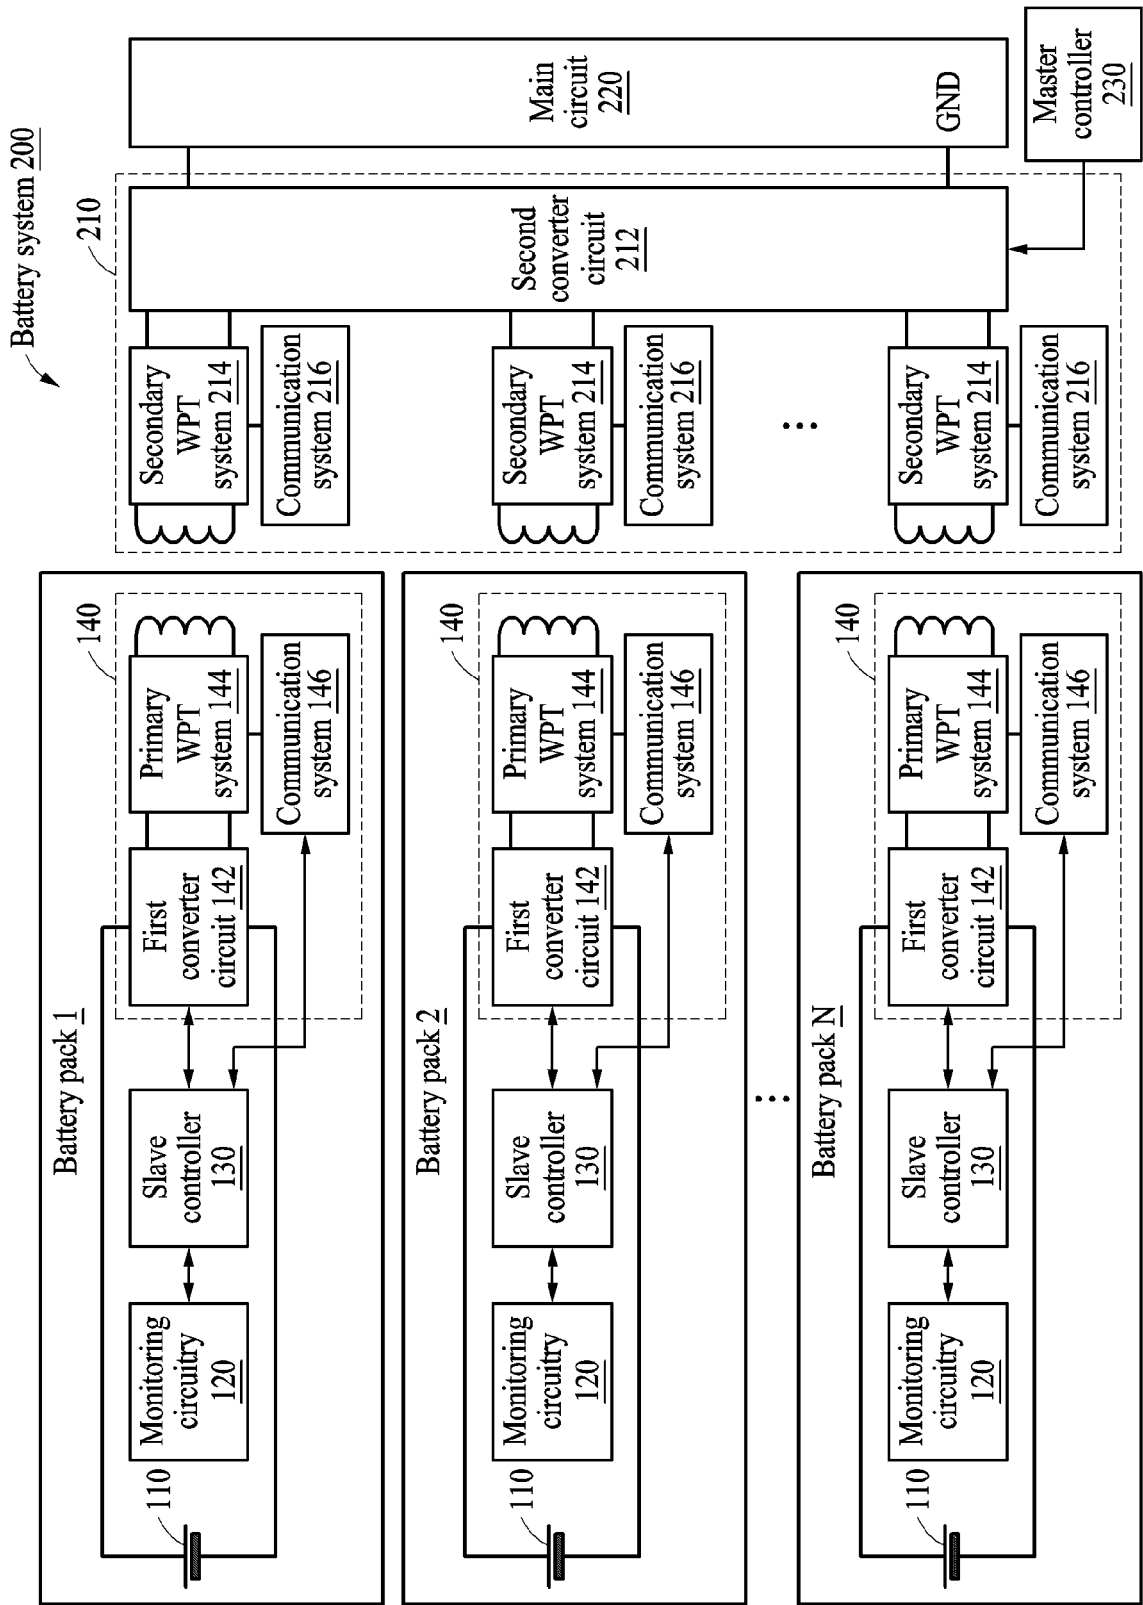 Battery system 200
Battery pack 1
110
Monitoring
circuitry
120
Slave
controller
130
140
First
converter
circuit 142
Primary
WPT
system 144
Communication
system 146
Battery pack 2
110
Monitoring
circuitry
120
Slave
controller
130
140
First
converter
circuit 142
Primary
WPT
system 144
Communication
system 146
Battery pack N
110
Monitoring
circuitry
120
Slave
controller
130
140
First
converter
circuit 142
Primary
WPT
system 144
Communication
system 146
210
Secondary
WPT
system 214
Communication
system 216
Secondary
WPT
system 214
Communication
system 216
Secondary
WPT
system 214
Communication
system 216
Second
converter
circuit
212
Main
circuit
220
GND
Master
controller
230